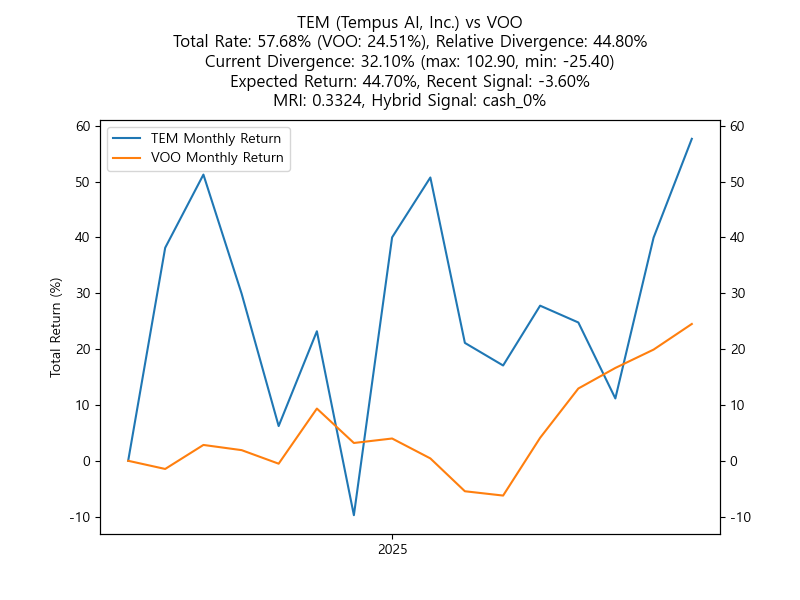 TEM (Tempus AI, Inc.) vs VOO
Total Rate: 57.68% (VOO: 24.51%), Relative Divergence: 44.80%
Current Divergence: 32.10% (max: 102.90, min: -25.40)
Expected Return: 44.70%, Recent Signal: -3.60%
MRI: 0.3324, Hybrid Signal: cash_0%
TEM Monthly Return
VOO Monthly Return
Total Return (%)
60
50
40
30
20
10
0
-10
60
50
40
30
20
10
0
-10
2025